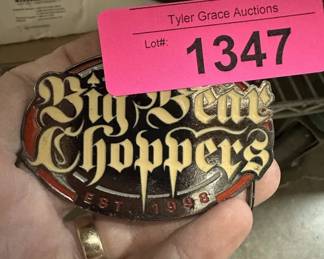 Tyler Grace Auctions
Lot#: 1347
Big Bear
Choppers
EST. 1998